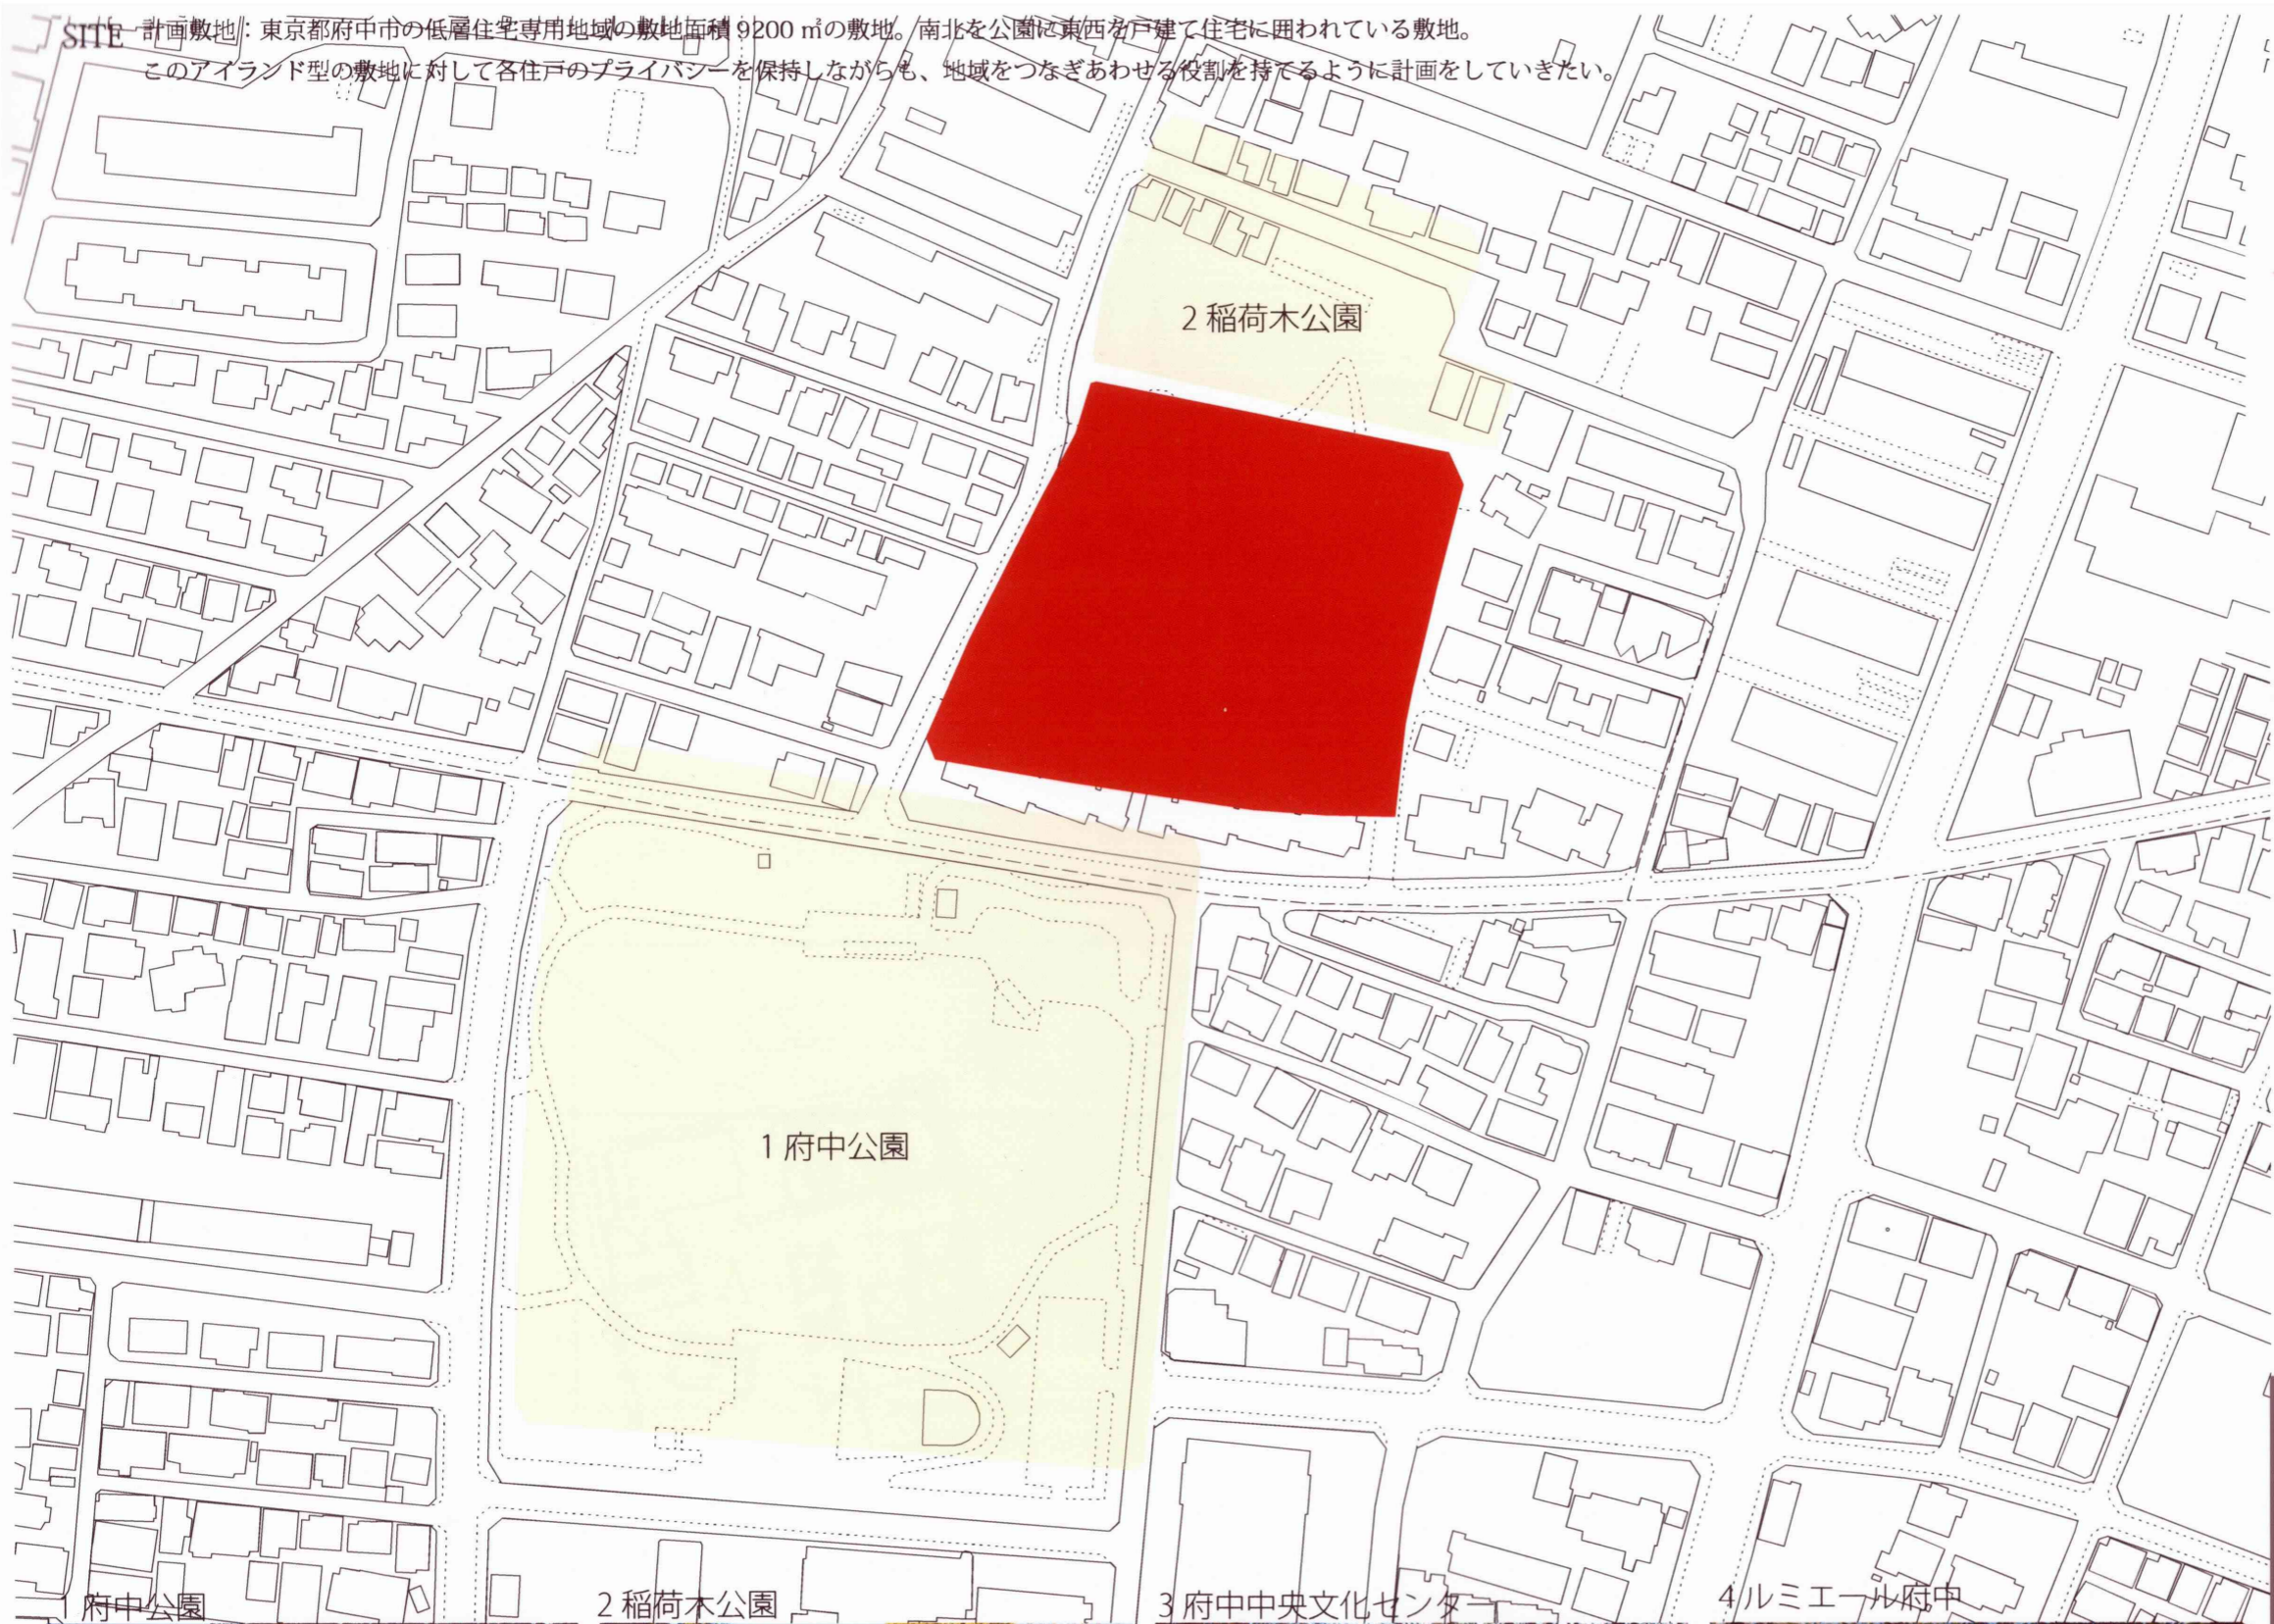 SITE 計画敷地：東京都府中市の低層住宅専用地域の敷地面積9200㎡の敷地。南北を公園に東西を戸建て住宅に囲われている敷地。
このアイランド型の敷地に対して各住戸のプライバシーを保持しながらも、地域をつなぎあわせる役割を持てるように計画をしていきたい。
2 稲荷木公園
1 府中公園
1 府中公園
2 稲荷木公園
3 府中中央文化センター
4 ルミエール府中